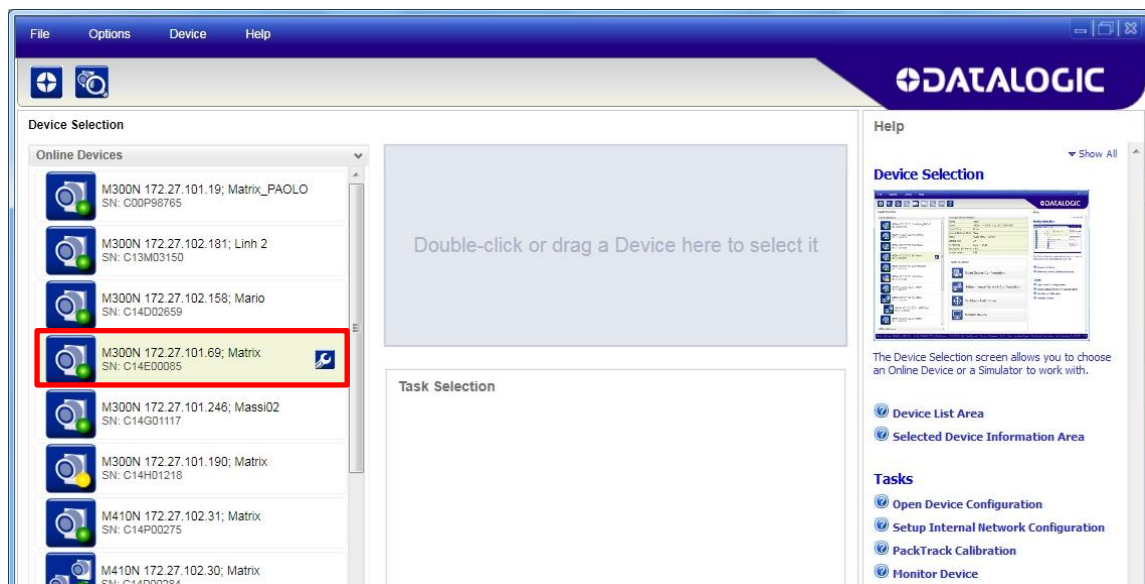 File Options Device Help
DATALOGIC
Device Selection
Online Devices
M300N 172.27.101.19; Matrix_PAOLO
SN: C00P98765
M300N 172.27.102.181; Linh 2
SN: C13M03150
M300N 172.27.102.158; Mario
SN: C14D02659
M300N 172.27.101.69; Matrix
SN: C14E00085
M300N 172.27.101.246; Massi02
SN: C14G01117
M300N 172.27.101.190; Matrix
SN: C14H01218
M410N 172.27.102.31; Matrix
SN: C14P00275
M410N 172.27.102.30; Matrix
Double-click or drag a Device here to select it
Task Selection
Help
Show All
Device Selection
The Device Selection screen allows you to choose
an Online Device or a Simulator to work with.
Device List Area
Selected Device Information Area
Tasks
Open Device Configuration
Setup Internal Network Configuration
PackTrack Calibration
Monitor Device